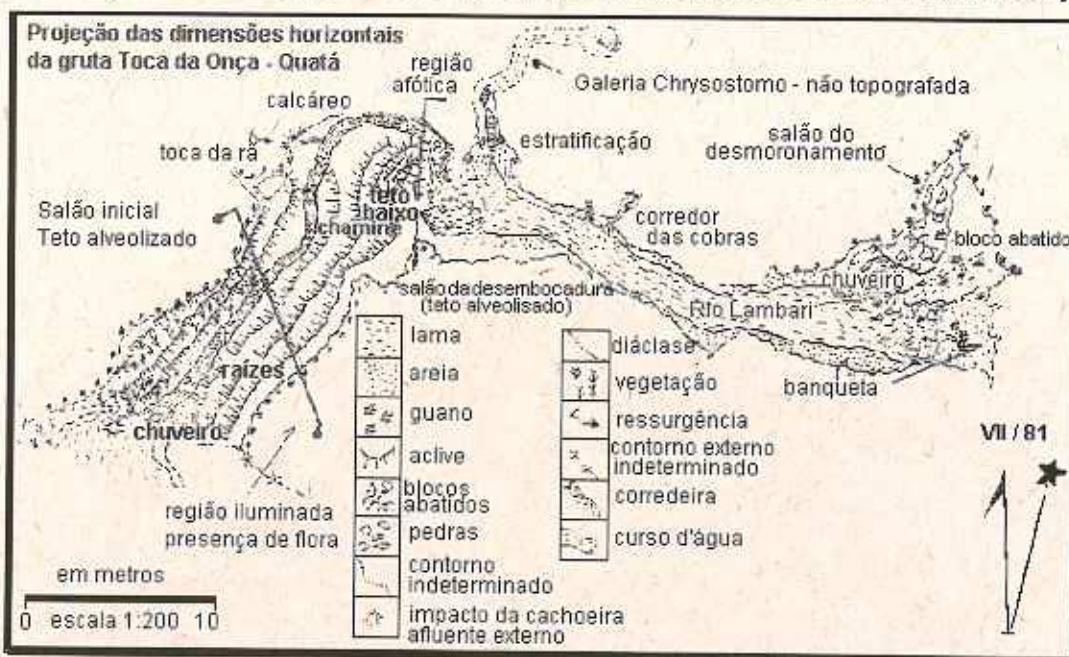 Projeção das dimensões horizontais
da gruta Toca da Onça - Quatá
região
afótica
Galeria Chrysostomo - não topografada
calcáreo
estratificação
salão do
desmoronamento
toca da rã
teto
abaixo
chaminé
Salão inicial
Teto alveolizado
corredor
das cobras
bloco abatido
chuveiro
salão da desembocadura
(teto alveolisado)
Rio Lambari
raízes
banqueta
chuveiro
região iluminada
presença de flora
lama
areia
guano
aclive
blocos
abatidos
pedras
contorno
indeterminado
impacto da cachoeira
afluente externo
diáclase
vegetação
ressurgência
contorno externo
indeterminado
corredeira
curso d'água
VII / 81
em metros
0 escala 1:200 10